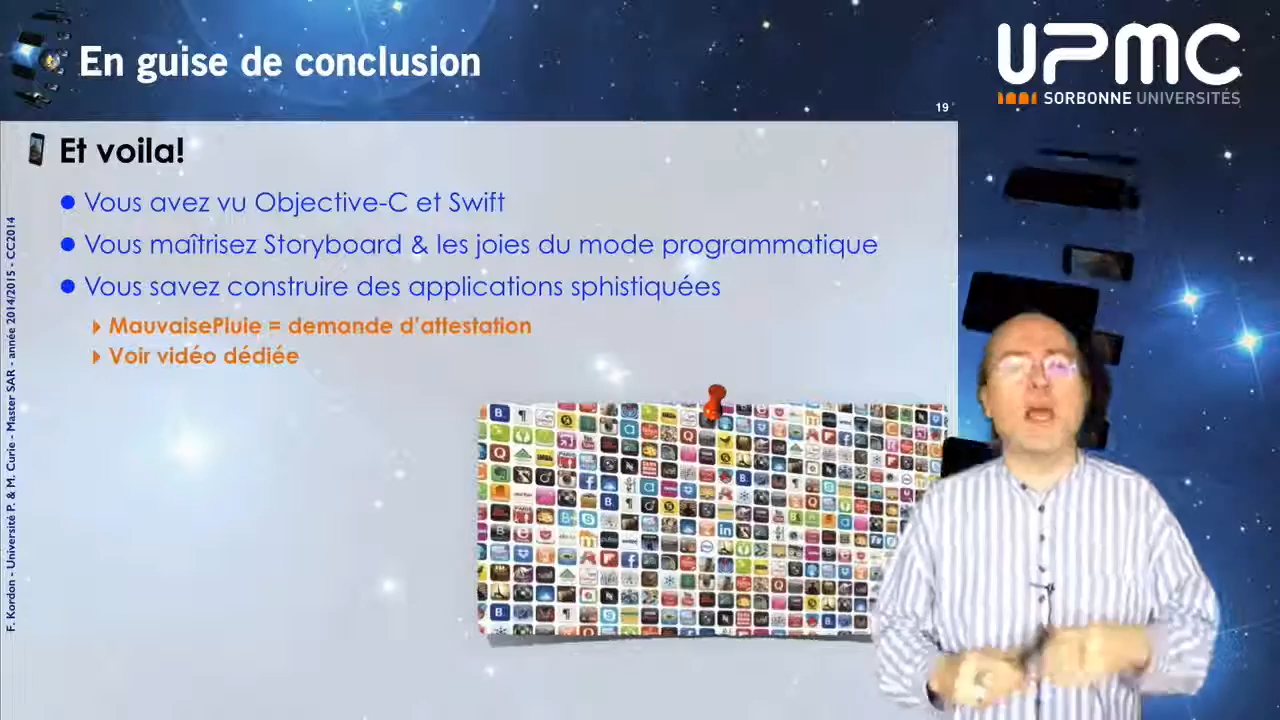 En guise de conclusion
UPMC
SORBONNE UNIVERSITÉS
19
Et voila!
Vous avez vu Objective-C et Swift
Vous maîtrisez Storyboard & les joies du mode programmatique
Vous savez construire des applications sphistiquées
MauvaisePluie = demande d'attestation
Voir vidéo dédiée
F. Kordon - Université P. & M. Curie - Master SAR - année 2014/2015 - CC2014